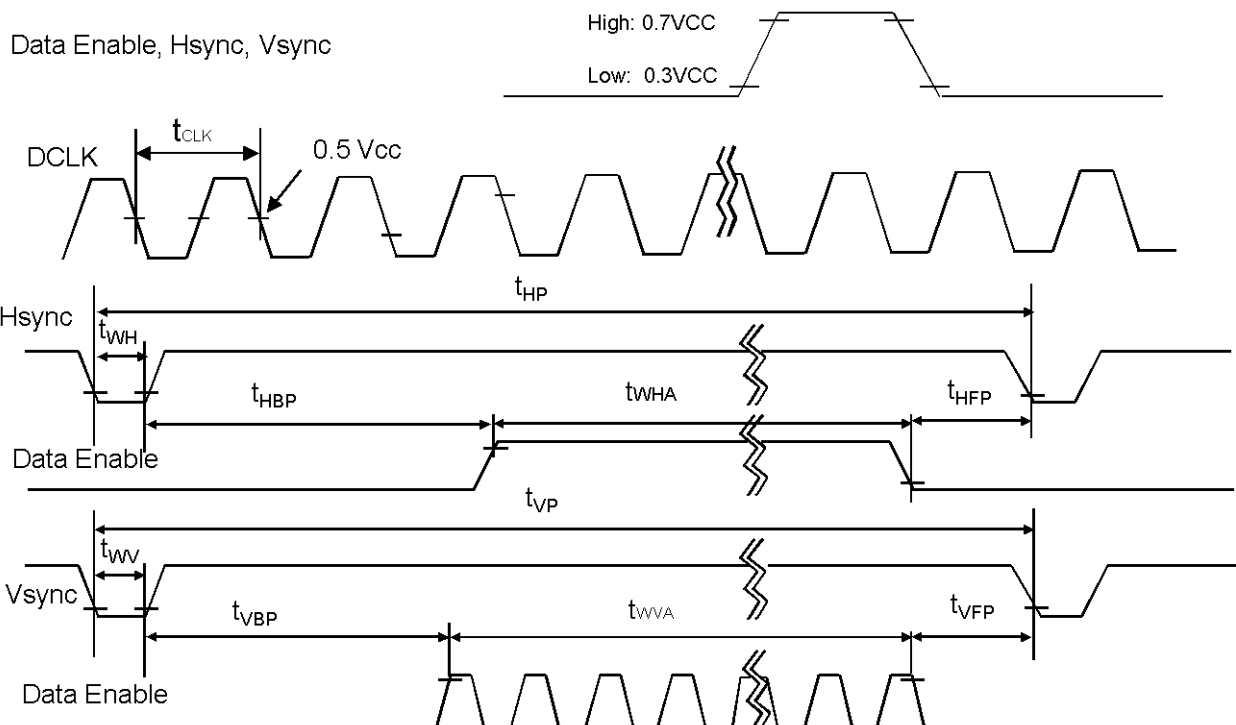 Data Enable, Hsync, Vsync
High: 0.7VCC
Low: 0.3VCC
tCLK
DCLK
0.5 Vcc
tHP
Hsync
tWH
tHBP
tWHA
tHFP
Data Enable
tVP
tWV
Vsync
tVBP
tWVA
tVFP
Data Enable